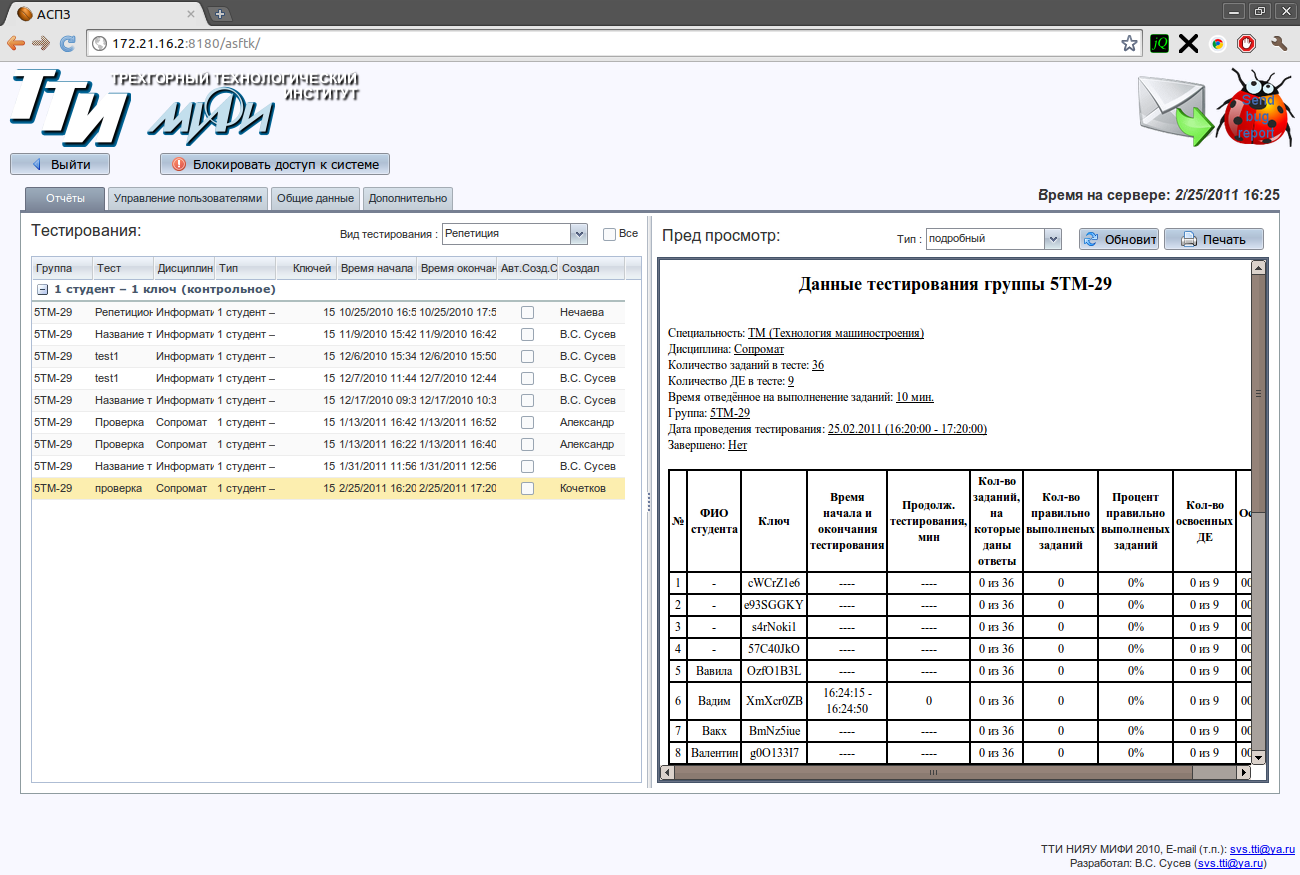 АСПЗ
172.21.16.2:8180/asftk/
ТРЕХГОРНЫЙ ТЕХНОЛОГИЧЕСКИЙ
ИНСТИТУТ
ТТИ МИФИ
Send bug report
Выйти
Блокировать доступ к системе
Отчёты Управление пользователями Общие данные Дополнительно
Время на сервере: 2/25/2011 16:25
Тестирования:
Вид тестирования : Репетиция Все
Группа Тест Дисциплин Тип Ключей Время начала Время окончан Авт.Созд.С Создал
1 студент – 1 ключ (контрольное)
5ТМ-29 Репетицион Информати 1 студент – 15 10/25/2010 16:5 10/25/2010 17:5 Нечаева
5ТМ-29 Название т Информати 1 студент – 15 11/9/2010 15:42 11/9/2010 16:42 В.С. Сусев
5ТМ-29 test1 Информати 1 студент – 15 12/6/2010 15:34 12/6/2010 15:50 В.С. Сусев
5ТМ-29 test1 Информати 1 студент – 15 12/7/2010 11:44 12/7/2010 12:44 В.С. Сусев
5ТМ-29 Название т Информати 1 студент – 15 12/17/2010 09:3 12/17/2010 10:3 В.С. Сусев
5ТМ-29 Проверка Сопромат 1 студент – 15 1/13/2011 16:42 1/13/2011 16:52 Александр
5ТМ-29 Проверка Сопромат 1 студент – 15 1/13/2011 16:22 1/13/2011 16:40 Александр
5ТМ-29 Название т Информати 1 студент – 15 1/31/2011 11:56 1/31/2011 12:56 В.С. Сусев
5ТМ-29 проверка Сопромат 1 студент – 15 2/25/2011 16:20 2/25/2011 17:20 Кочетков
Пред просмотр:
Тип : подробный Обновит Печать
Данные тестирования группы 5ТМ-29
Специальность: ТМ (Технология машиностроения)
Дисциплина: Сопромат
Количество заданий в тесте: 36
Количество ДЕ в тесте: 9
Время отведённое на выполненение заданий: 10 мин.
Группа: 5ТМ-29
Дата проведения тестирования: 25.02.2011 (16:20:00 - 17:20:00)
Завершено: Нет
№ ФИО студента Ключ Время начала и окончания тестирования Продолж. тестирования, мин Кол-во заданий, на которые даны ответы Кол-во правильно выполненых заданий Процент правильно выполненых заданий Кол-во освоенных ДЕ Ос
1 - cWCrZ1e6 ---- ---- 0 из 36 0 0% 0 из 9 00
2 - e93SGGKY ---- ---- 0 из 36 0 0% 0 из 9 00
3 - s4rNoki1 ---- ---- 0 из 36 0 0% 0 из 9 00
4 - 57C40JkO ---- ---- 0 из 36 0 0% 0 из 9 00
5 Вавила OzfO1B3L ---- ---- 0 из 36 0 0% 0 из 9 00
6 Вадим XmXcr0ZB 16:24:15 - 16:24:50 0 0 из 36 0 0% 0 из 9 00
7 Вакх BmNz5iue ---- ---- 0 из 36 0 0% 0 из 9 00
8 Валентин g0O133I7 ---- ---- 0 из 36 0 0% 0 из 9 00
ТТИ НИЯУ МИФИ 2010, E-mail (т.п.): svs.tti@ya.ru
Разработал: В.С. Сусев (svs.tti@ya.ru)